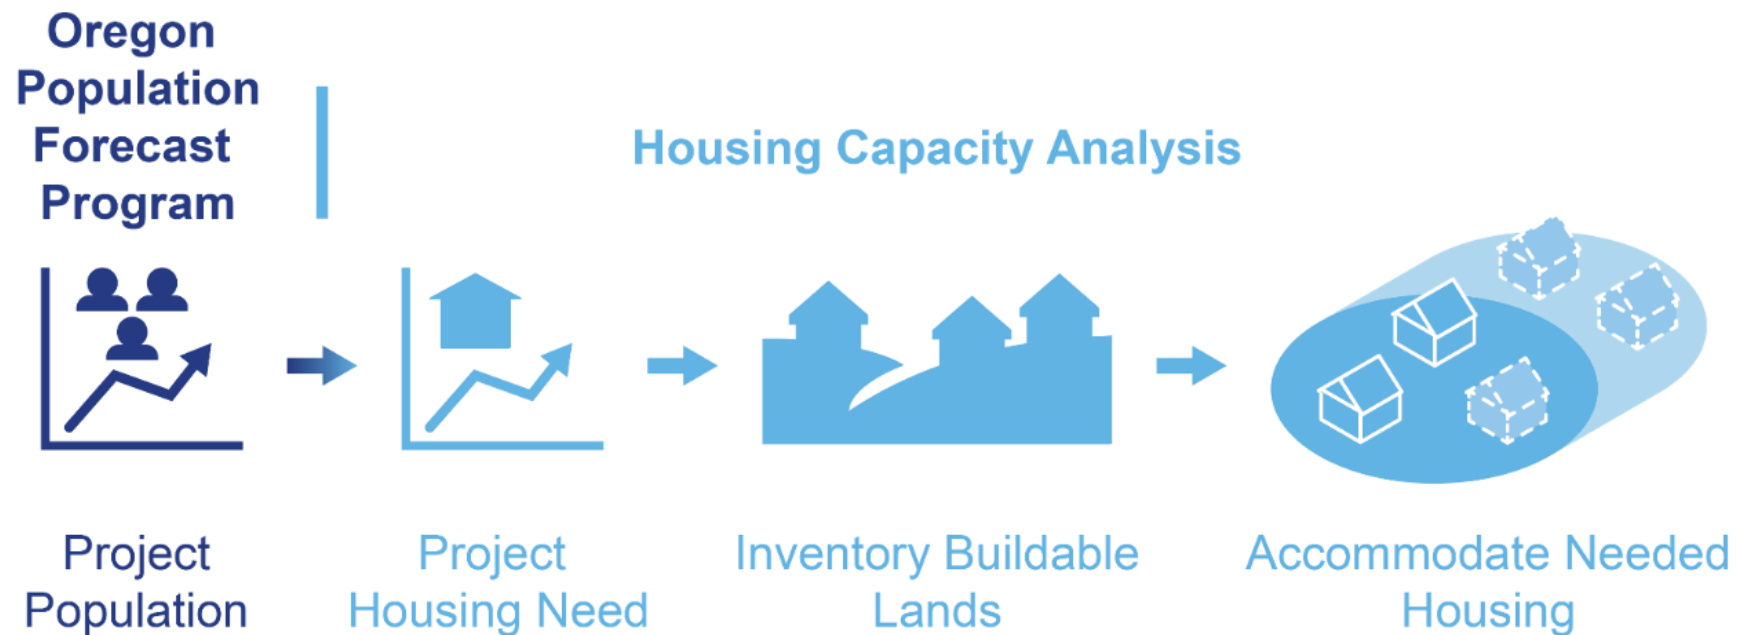 Oregon
Population
Forecast
Program
Housing Capacity Analysis
Project
Population
Project
Housing Need
Inventory Buildable
Lands
Accommodate Needed
Housing